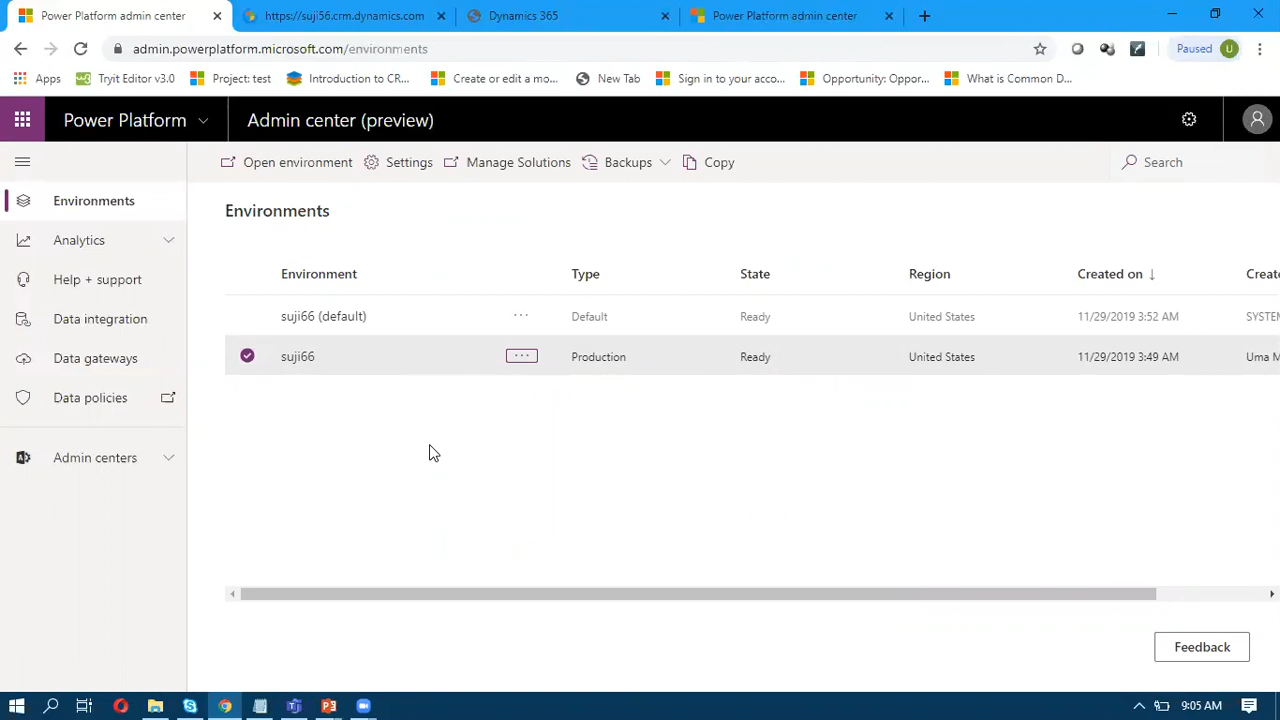 Power Platform admin center
https://suji56.crm.dynamics.com
Dynamics 365
Power Platform admin center
admin.powerplatform.microsoft.com/environments
Paused U
Apps Tryit Editor v3.0 Project: test Introduction to CR... Create or edit a mo... New Tab Sign in to your acco... Opportunity: Oppor... What is Common D...
Power Platform Admin center (preview)
Open environment Settings Manage Solutions Backups Copy Search
Environments
Analytics
Help + support
Data integration
Data gateways
Data policies
Admin centers
Environments
Environment Type State Region Created on Create
suji66 (default) ... Default Ready United States 11/29/2019 3:52 AM SYSTEM
suji66 ... Production Ready United States 11/29/2019 3:49 AM Uma M
Feedback
9:05 AM